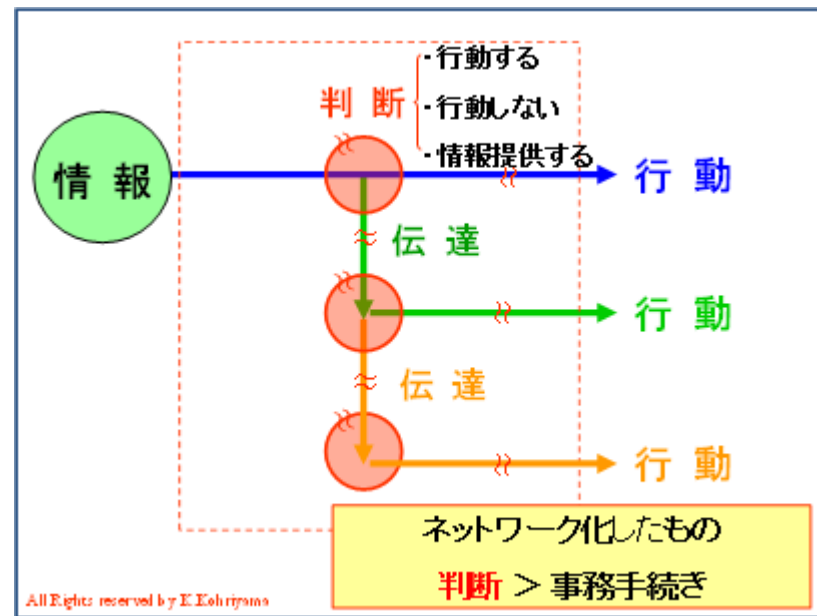 ・行動する
判 断
・行動しない
・情報提供する
情 報
行 動
伝 達
行 動
伝 達
行 動
ネットワーク化したもの
判断 ＞ 事務手続き
All Rights reserved by K.Kohriyama